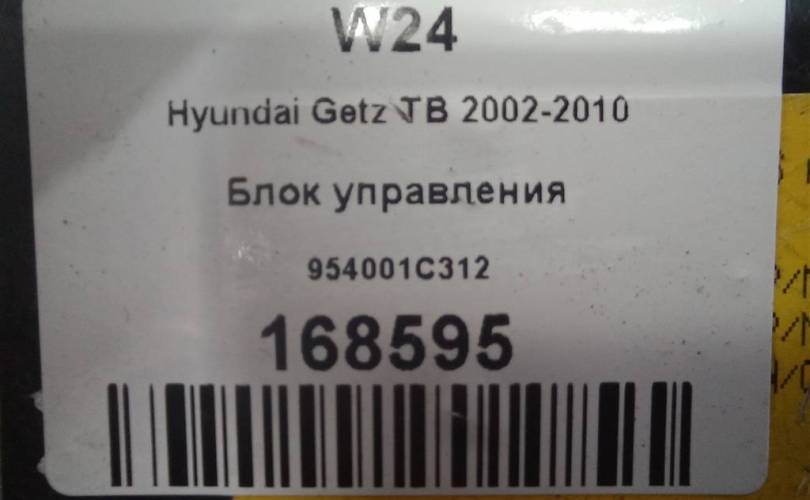 W24
Hyundai Getz TB 2002-2010
Блок управления
954001C312
168595